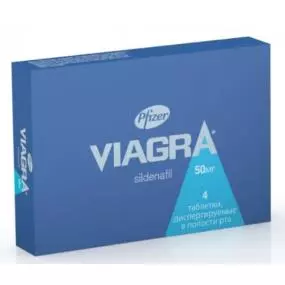 Pfizer
VIAGRA
sildenafil
50мг
4
таблетки,
диспергируемые
в полости рта